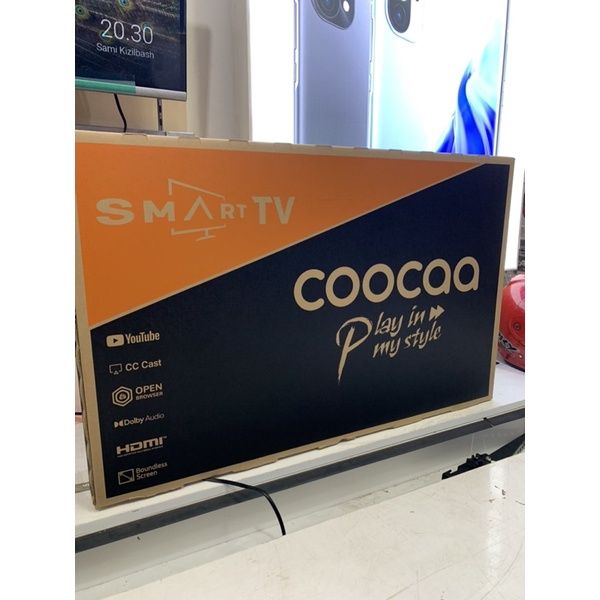 20.30
Sami Kizilbash
SMART TV
coocaa
Play in
my style
YouTube
CC Cast
OPEN
BROWSER
Dolby Audio
HDMI
Boundless
Screen